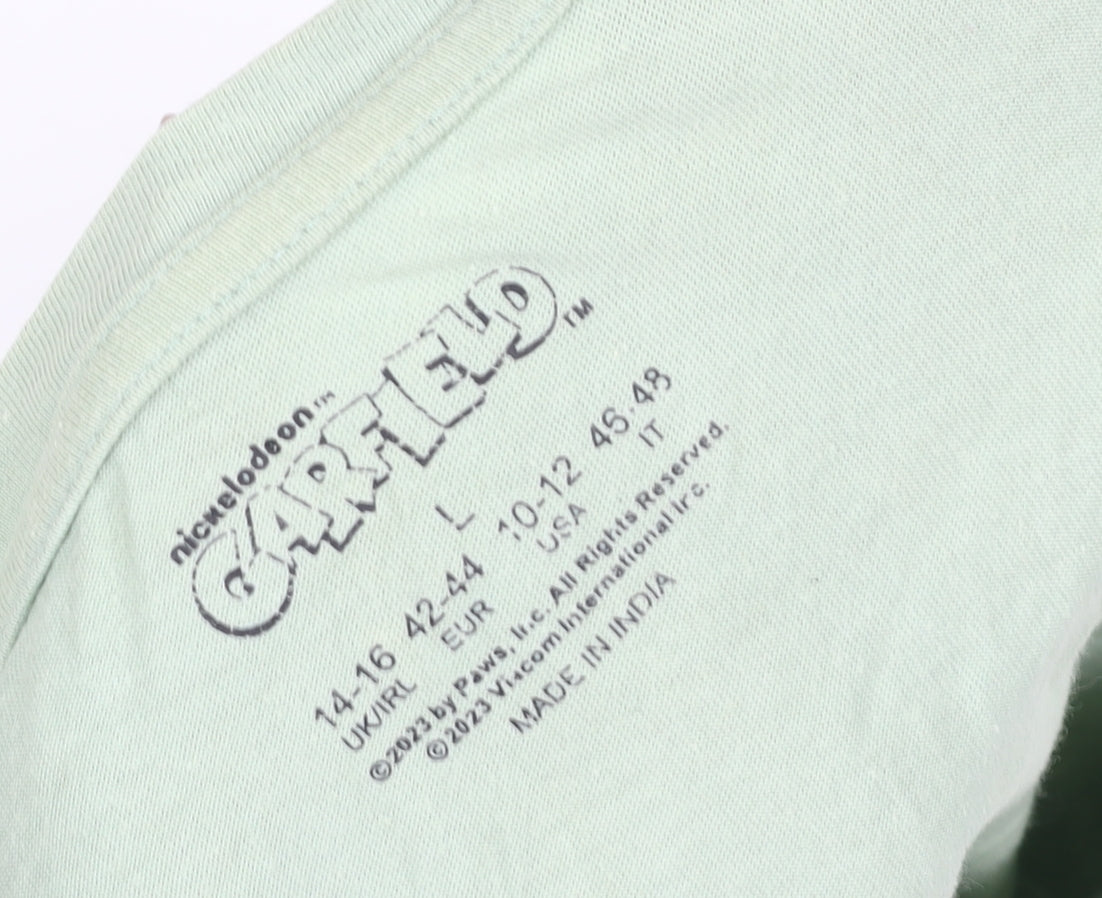 nickelodeon™
GARFIELD™
L
14-16 42-44 10-12 46-48
UK/IRL EUR USA IT
©2023 by Paws, Inc. All Rights Reserved.
©2023 Viacom International Inc.
MADE IN INDIA